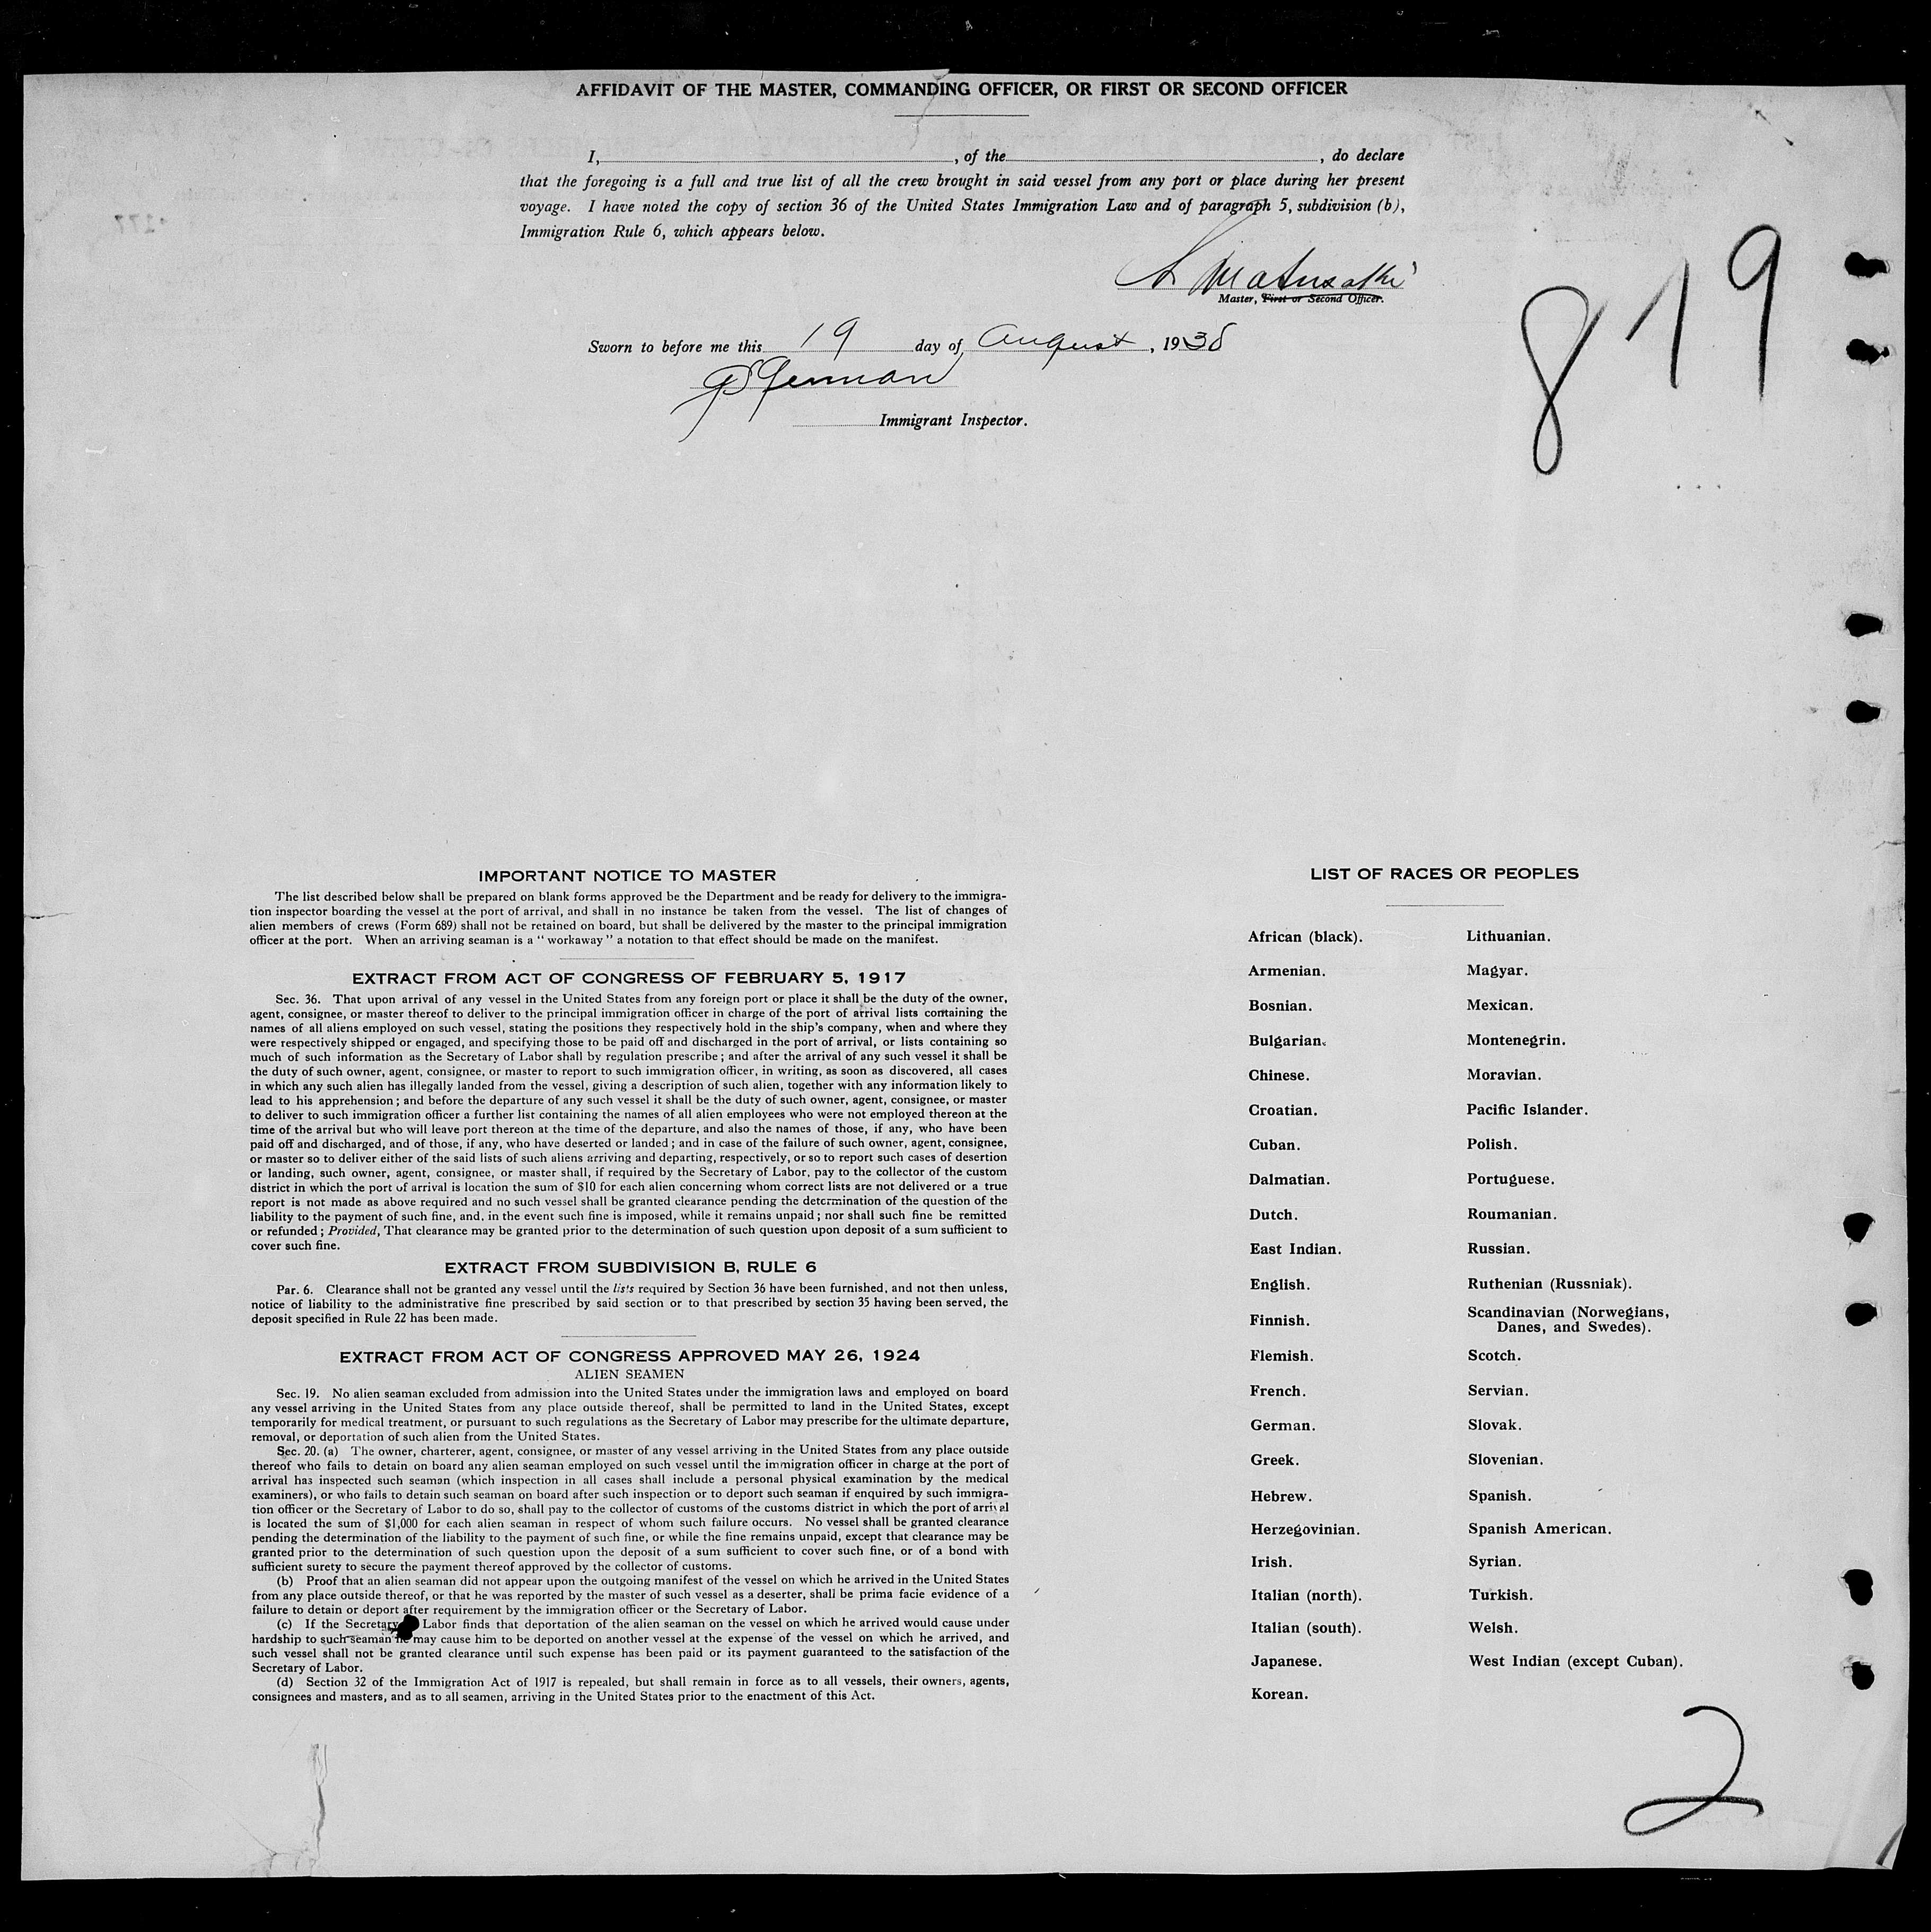 AFFIDAVIT OF THE MASTER, COMMANDING OFFICER, OR FIRST OR SECOND OFFICER
I, , of the , do declare
that the foregoing is a full and true list of all the crew brought in said vessel from any port or place during her present
voyage. I have noted the copy of section 36 of the United States Immigration Law and of paragraph 5, subdivision (b),
Immigration Rule 6, which appears below.
Master, First or Second Officer.
819
Sworn to before me this 19 day of August, 1938
Immigrant Inspector.
IMPORTANT NOTICE TO MASTER
The list described below shall be prepared on blank forms approved be the Department and be ready for delivery to the immigra-
tion inspector boarding the vessel at the port of arrival, and shall in no instance be taken from the vessel. The list of changes of
alien members of crews (Form 689) shall not be retained on board, but shall be delivered by the master to the principal immigration
officer at the port. When an arriving seaman is a "workaway" a notation to that effect should be made on the manifest.
EXTRACT FROM ACT OF CONGRESS OF FEBRUARY 5, 1917
Sec. 36. That upon arrival of any vessel in the United States from any foreign port or place it shall be the duty of the owner,
agent, consignee, or master thereof to deliver to the principal immigration officer in charge of the port of arrival lists containing the
names of all aliens employed on such vessel, stating the positions they respectively hold in the ship's company, when and where they
were respectively shipped or engaged, and specifying those to be paid off and discharged in the port of arrival, or lists containing so
much of such information as the Secretary of Labor shall by regulation prescribe; and after the arrival of any such vessel it shall be
the duty of such owner, agent, consignee, or master to report to such immigration officer, in writing, as soon as discovered, all cases
in which any such alien has illegally landed from the vessel, giving a description of such alien, together with any information likely to
lead to his apprehension; and before the departure of any such vessel it shall be the duty of such owner, agent, consignee, or master
to deliver to such immigration officer a further list containing the names of all alien employees who were not employed thereon at the
time of the arrival but who will leave port thereon at the time of the departure, and also the names of those, if any, who have been
paid off and discharged, and of those, if any, who have deserted or landed; and in case of the failure of such owner, agent, consignee,
or master so to deliver either of the said lists of such aliens arriving and departing, respectively, or so to report such cases of desertion
or landing, such owner, agent, consignee, or master shall, if required by the Secretary of Labor, pay to the collector of the custom
district in which the port of arrival is location the sum of $10 for each alien concerning whom correct lists are not delivered or a true
report is not made as above required and no such vessel shall be granted clearance pending the determination of the question of the
liability to the payment of such fine, and, in the event such fine is imposed, while it remains unpaid; nor shall such fine be remitted
or refunded; Provided, That clearance may be granted prior to the determination of such question upon deposit of a sum sufficient to
cover such fine.
EXTRACT FROM SUBDIVISION B, RULE 6
Par. 6. Clearance shall not be granted any vessel until the lists required by Section 36 have been furnished, and not then unless,
notice of liability to the administrative fine prescribed by said section or to that prescribed by section 35 having been served, the
deposit specified in Rule 22 has been made.
EXTRACT FROM ACT OF CONGRESS APPROVED MAY 26, 1924
ALIEN SEAMEN
Sec. 19. No alien seaman excluded from admission into the United States under the immigration laws and employed on board
any vessel arriving in the United States from any place outside thereof, shall be permitted to land in the United States, except
temporarily for medical treatment, or pursuant to such regulations as the Secretary of Labor may prescribe for the ultimate departure,
removal, or deportation of such alien from the United States.
Sec. 20. (a) The owner, charterer, agent, consignee, or master of any vessel arriving in the United States from any place outside
thereof who fails to detain on board any alien seaman employed on such vessel until the immigration officer in charge at the port of
arrival has inspected such seaman (which inspection in all cases shall include a personal physical examination by the medical
examiners), or who fails to detain such seaman on board after such inspection or to deport such seaman if enquired by such immigra-
tion officer or the Secretary of Labor to do so, shall pay to the collector of customs of the customs district in which the port of arrival
is located the sum of $1,000 for each alien seaman in respect of whom such failure occurs. No vessel shall be granted clearance
pending the determination of the liability to the payment of such fine, or while the fine remains unpaid, except that clearance may be
granted prior to the determination of such question upon the deposit of a sum sufficient to cover such fine, or of a bond with
sufficient surety to secure the payment thereof approved by the collector of customs.
(b) Proof that an alien seaman did not appear upon the outgoing manifest of the vessel on which he arrived in the United States
from any place outside thereof, or that he was reported by the master of such vessel as a deserter, shall be prima facie evidence of a
failure to detain or deport after requirement by the immigration officer or the Secretary of Labor.
(c) If the Secretary Labor finds that deportation of the alien seaman on the vessel on which he arrived would cause under
hardship to such seaman he may cause him to be deported on another vessel at the expense of the vessel on which he arrived, and
such vessel shall not be granted clearance until such expense has been paid or its payment guaranteed to the satisfaction of the
Secretary of Labor.
(d) Section 32 of the Immigration Act of 1917 is repealed, but shall remain in force as to all vessels, their owners, agents,
consignees and masters, and as to all seamen, arriving in the United States prior to the enactment of this Act.
LIST OF RACES OR PEOPLES
African (black).
Armenian.
Bosnian.
Bulgarian.
Chinese.
Croatian.
Cuban.
Dalmatian.
Dutch.
East Indian.
English.
Finnish.
Flemish.
French.
German.
Greek.
Hebrew.
Herzegovinian.
Irish.
Italian (north).
Italian (south).
Japanese.
Korean.
Lithuanian.
Magyar.
Mexican.
Montenegrin.
Moravian.
Pacific Islander.
Polish.
Portuguese.
Roumanian.
Russian.
Ruthenian (Russniak).
Scandinavian (Norwegians,
Danes, and Swedes).
Scotch.
Servian.
Slovak.
Slovenian.
Spanish.
Spanish American.
Syrian.
Turkish.
Welsh.
West Indian (except Cuban).
2